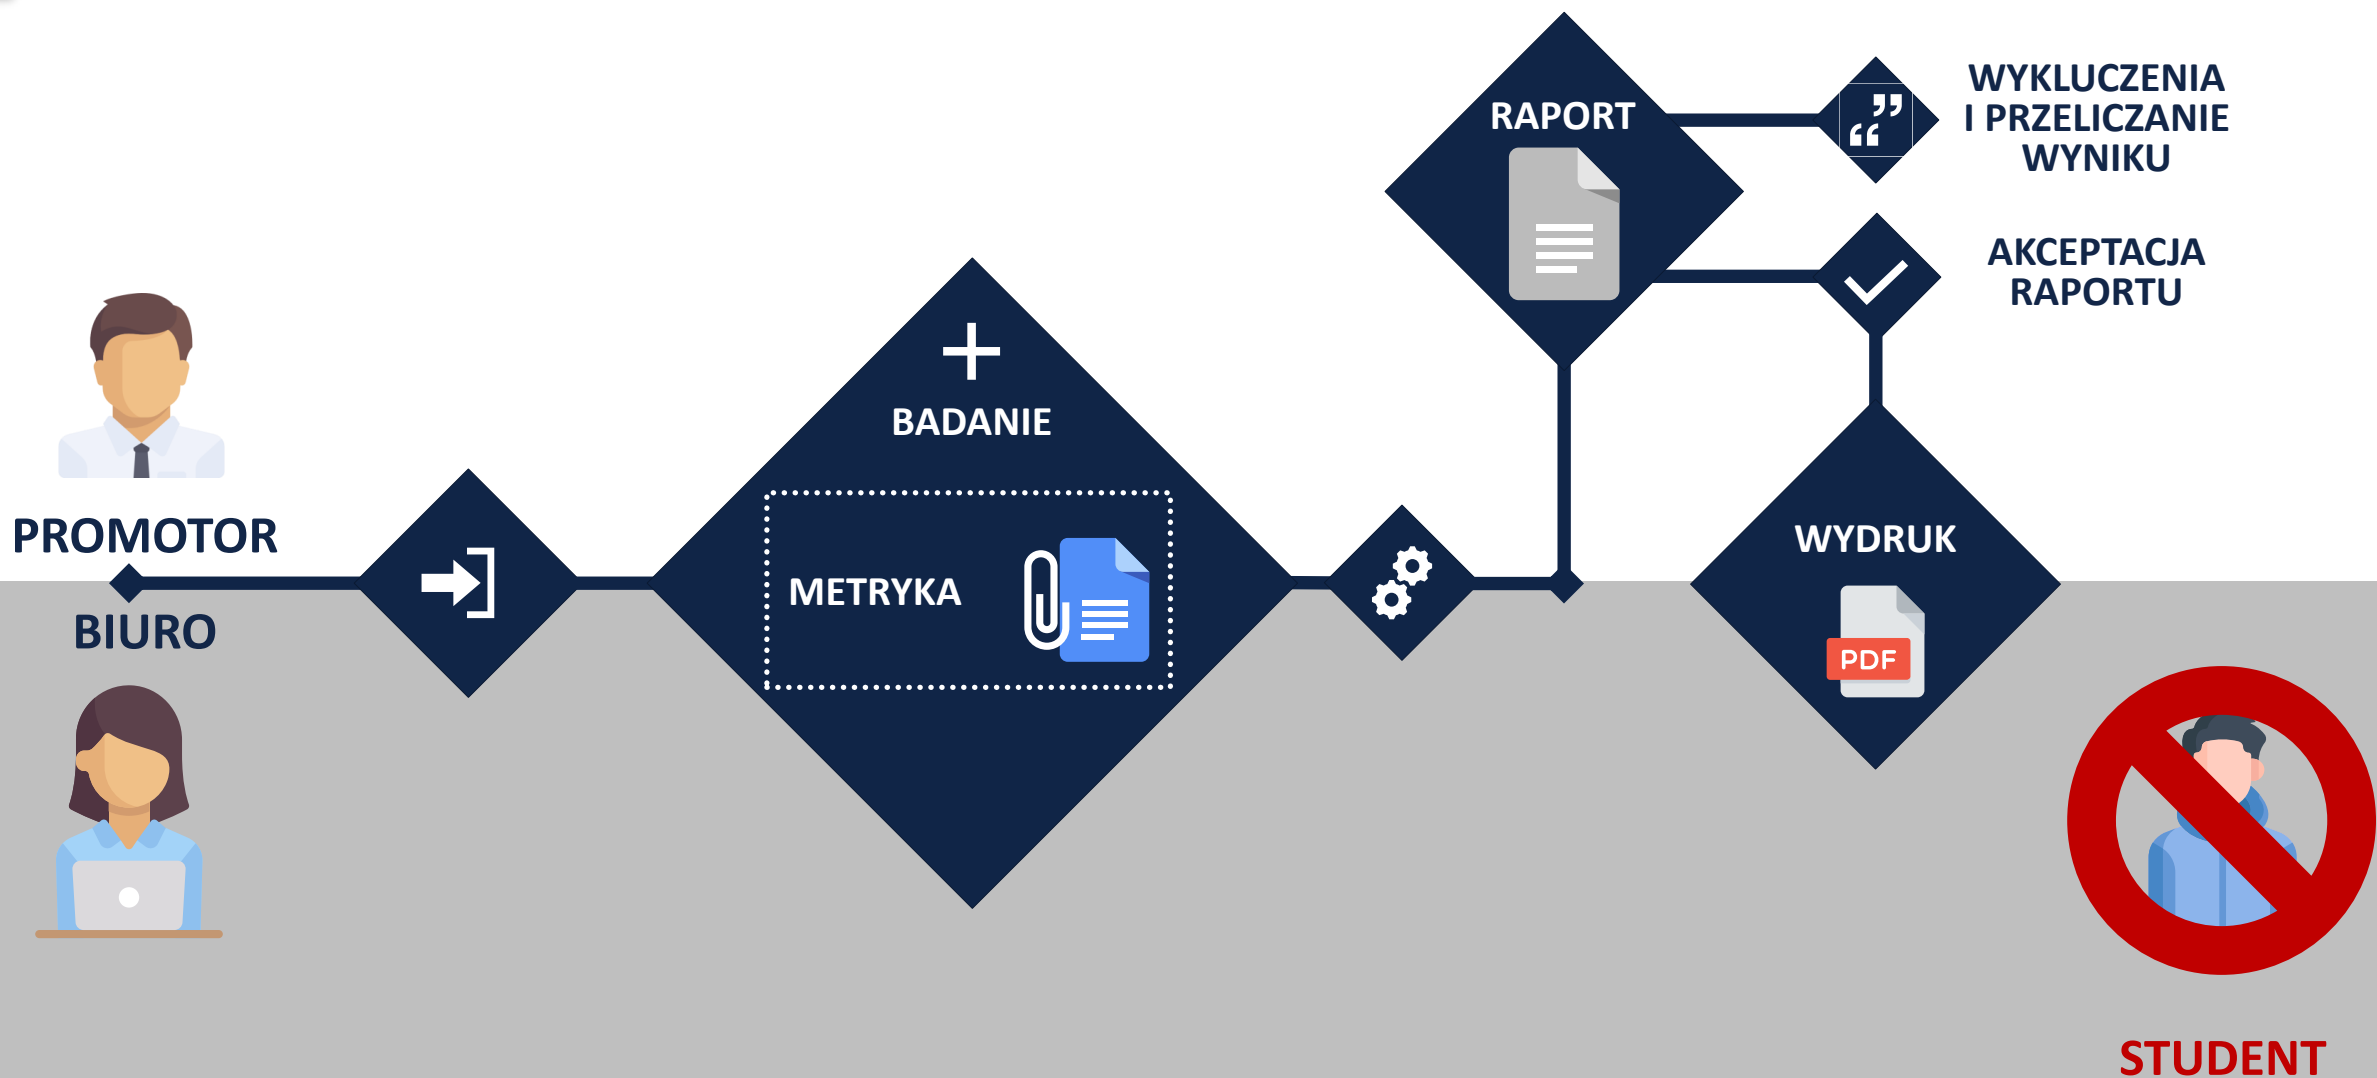 PROMOTOR
BIURO
BADANIE
METRYKA
RAPORT
WYKLUCZENIA
I PRZELICZANIE
WYNIKU
AKCEPTACJA
RAPORTU
WYDRUK
PDF
STUDENT